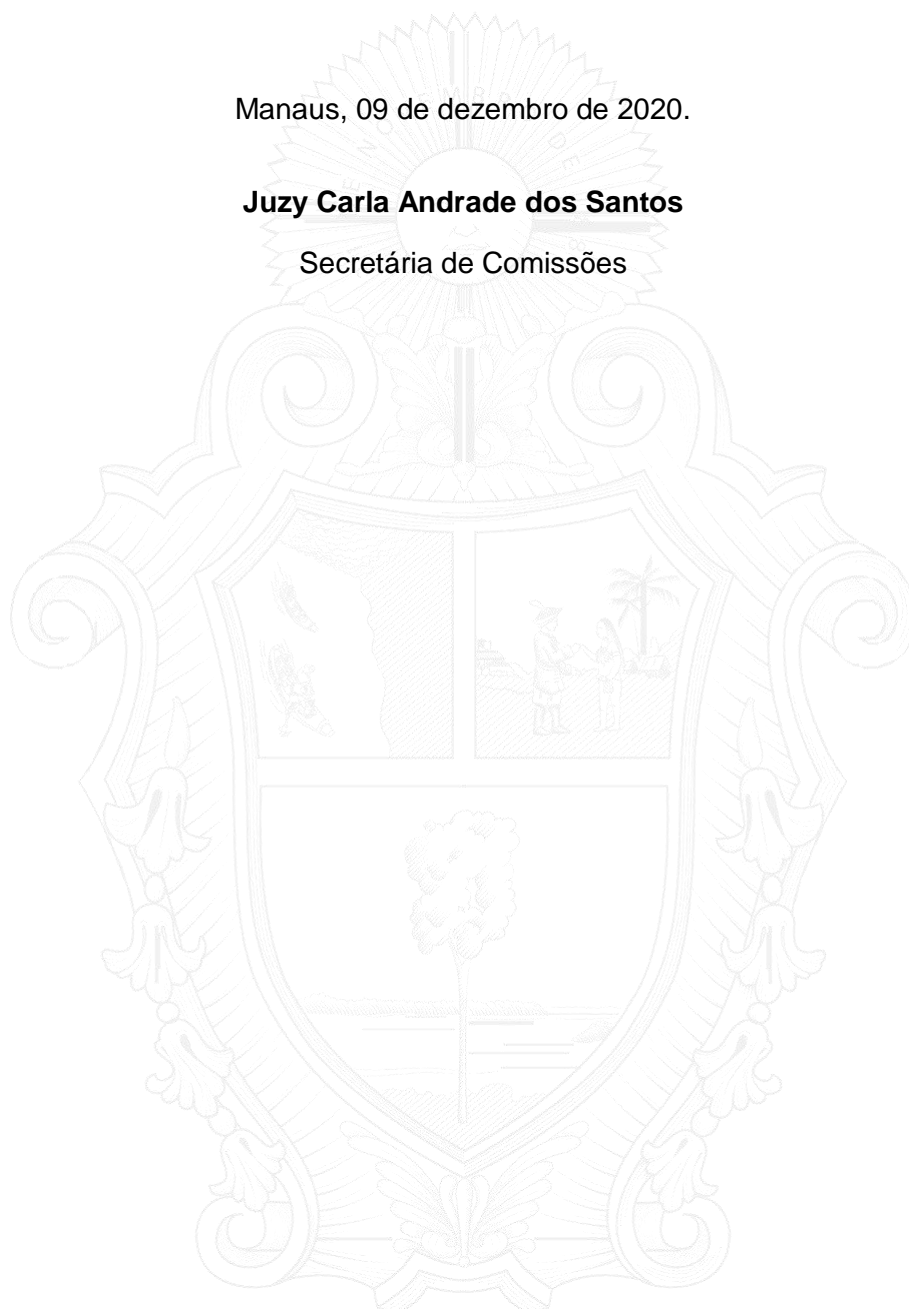 Manaus, 09 de dezembro de 2020.
Juzy Carla Andrade dos Santos
Secretária de Comissões